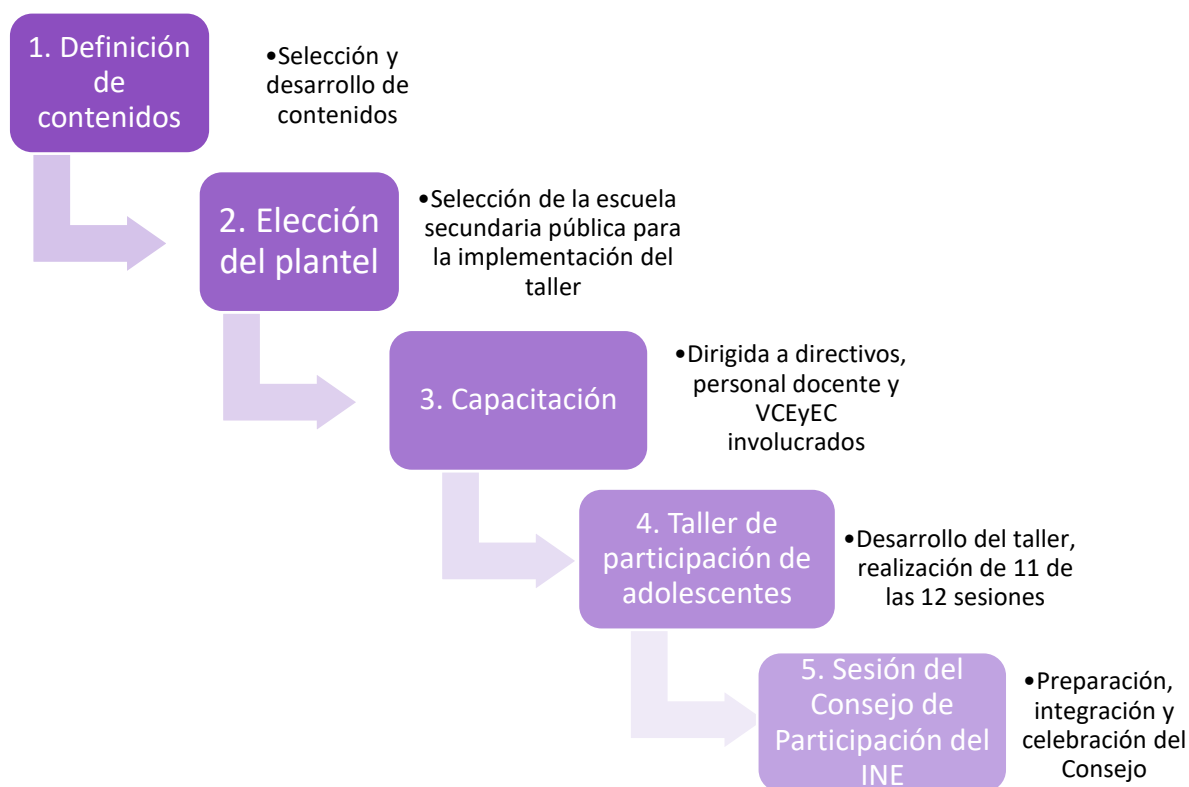 1. Definición
de
contenidos
•Selección y
desarrollo de
contenidos
2. Elección
del plantel
•Selección de la escuela
secundaria pública para
la implementación del
taller
3. Capacitación
•Dirigida a directivos,
personal docente y
VCEyEC
involucrados
4. Taller de
participación de
adolescentes
•Desarrollo del taller,
realización de 11 de
las 12 sesiones
5. Sesión del
Consejo de
Participación del
INE
•Preparación,
integración y
celebración del
Consejo